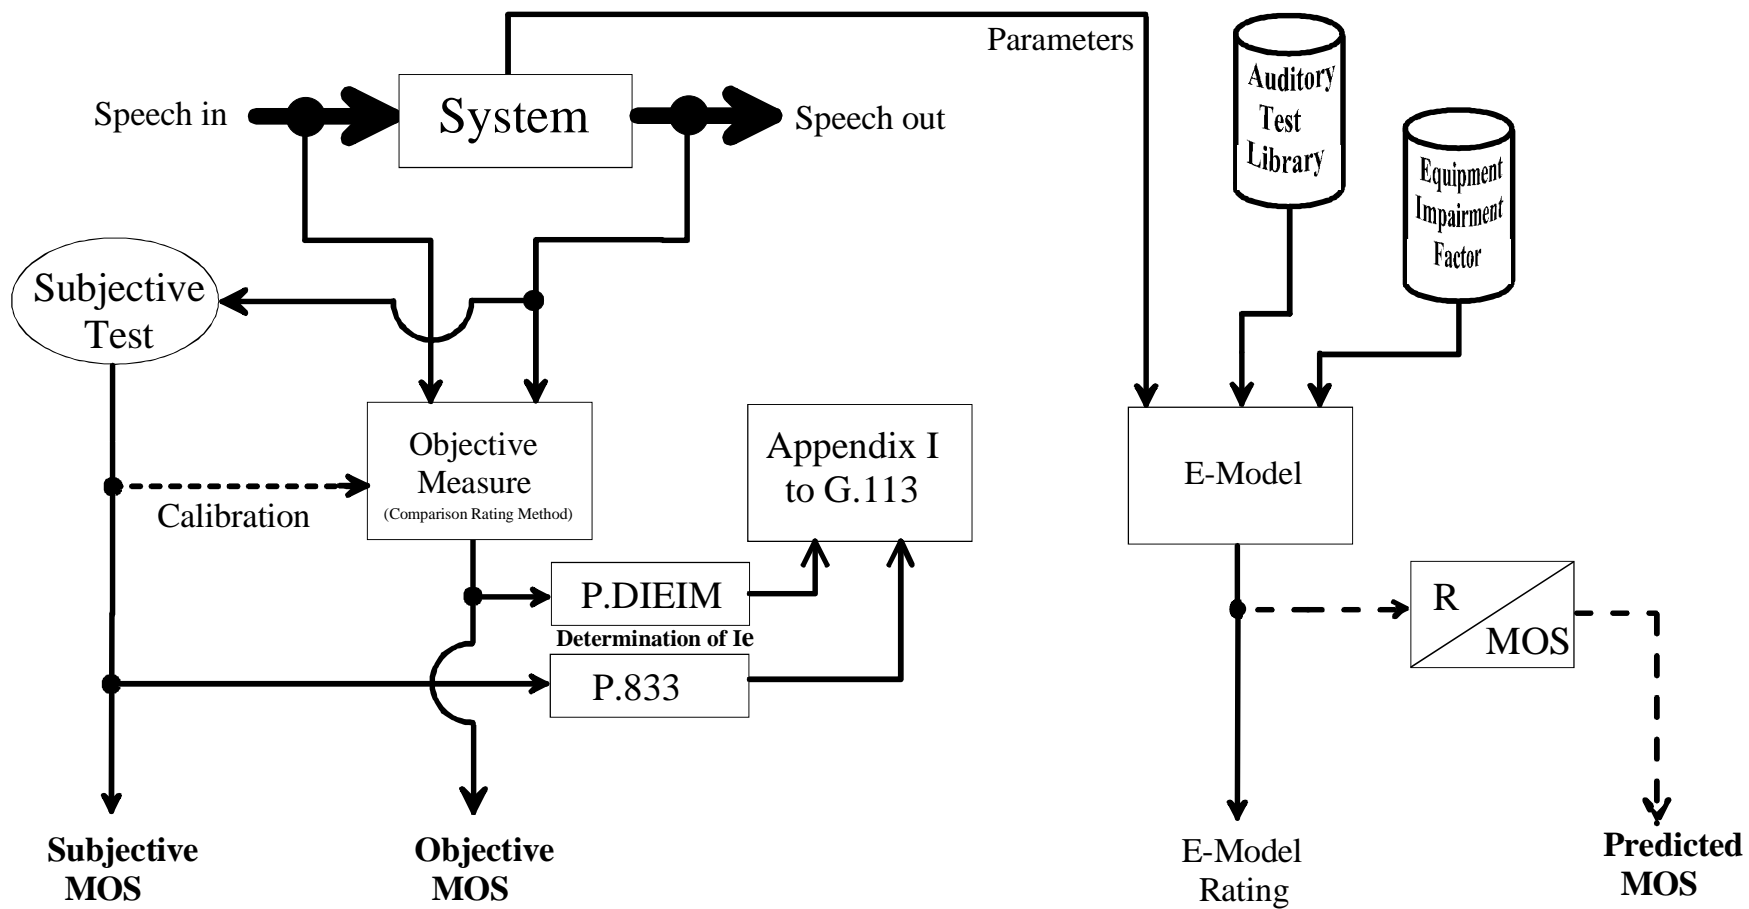 Parameters
Speech in
System
Speech out
Auditory
Test
Library
Equipment
Impairment
Factor
Subjective
Test
Objective
Measure
(Comparison Rating Method)
Calibration
Appendix I
to G.113
E-Model
P.DIEIM
Determination of Ie
P.833
R
MOS
Subjective
MOS
Objective
MOS
E-Model
Rating
Predicted
MOS